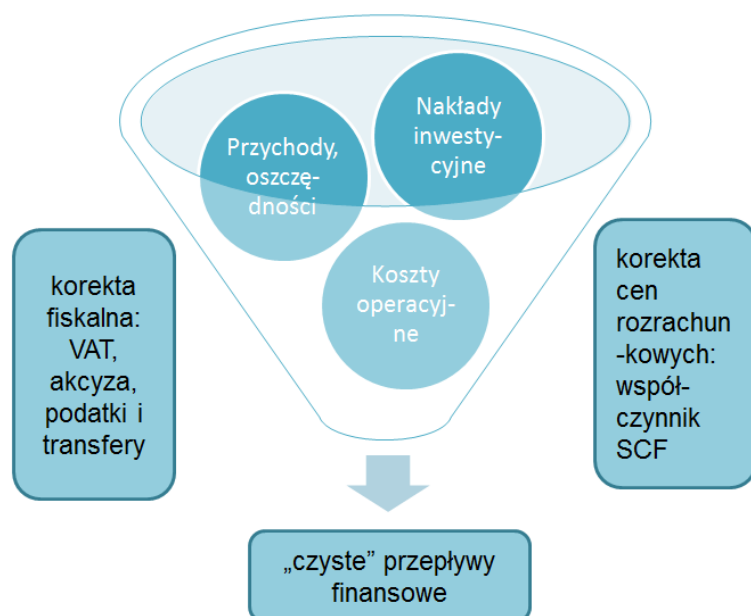 Nakłady
inwesty-
cyjne
Przychody,
oszczę-
dności
Koszty
operacyj-
ne
korekta
fiskalna:
VAT,
akcyza,
podatki i
transfery
korekta
cen
rozrachun
-kowych:
współ-
czynnik
SCF
„czyste” przepływy
finansowe